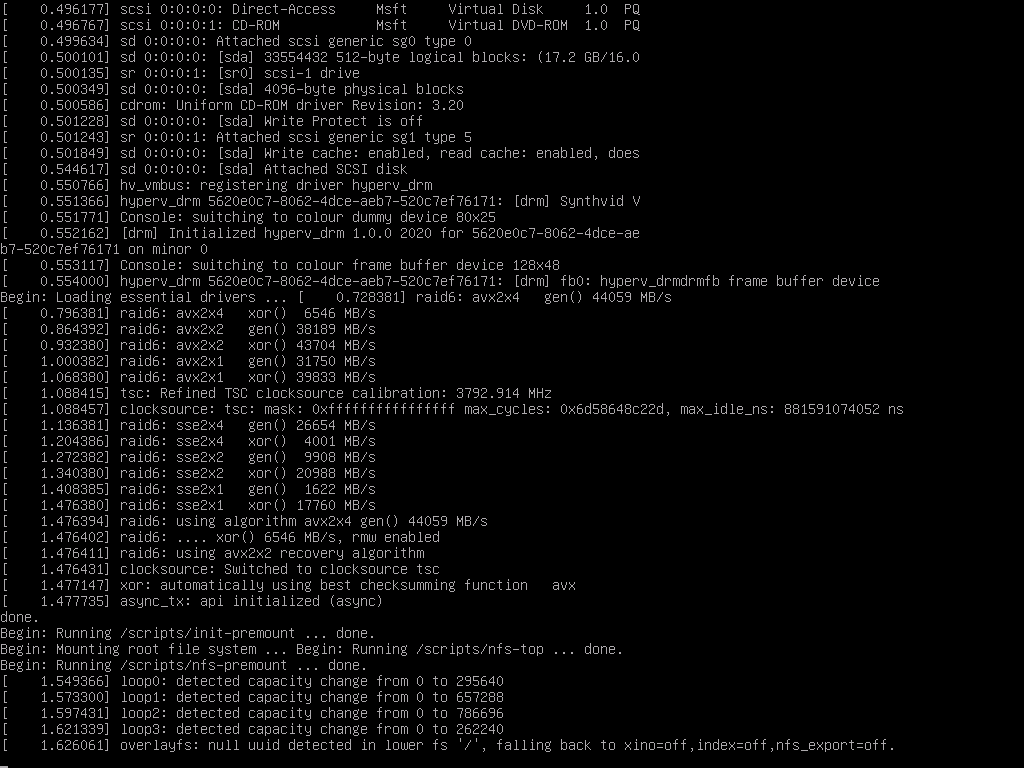 [    0.496177] scsi 0:0:0:0: Direct-Access     Msft     Virtual Disk     1.0  PQ
[    0.496767] scsi 0:0:0:1: CD-ROM            Msft     Virtual DVD-ROM  1.0  PQ
[    0.499634] sd 0:0:0:0: Attached scsi generic sg0 type 0
[    0.500101] sd 0:0:0:0: [sda] 33554432 512-byte logical blocks: (17.2 GB/16.0
[    0.500135] sr 0:0:0:1: [sr0] scsi-1 drive
[    0.500349] sd 0:0:0:0: [sda] 4096-byte physical blocks
[    0.500586] cdrom: Uniform CD-ROM driver Revision: 3.20
[    0.501228] sd 0:0:0:0: [sda] Write Protect is off
[    0.501243] sr 0:0:0:1: Attached scsi generic sg1 type 5
[    0.501849] sd 0:0:0:0: [sda] Write cache: enabled, read cache: enabled, does
[    0.544617] sd 0:0:0:0: [sda] Attached SCSI disk
[    0.550766] hv_vmbus: registering driver hyperv_drm
[    0.551366] hyperv_drm 5620e0c7-8062-4dce-aeb7-520c7ef76171: [drm] Synthvid V
[    0.551771] Console: switching to colour dummy device 80x25
[    0.552162] [drm] Initialized hyperv_drm 1.0.0 2020 for 5620e0c7-8062-4dce-ae
b7-520c7ef76171 on minor 0
[    0.553117] Console: switching to colour frame buffer device 128x48
[    0.554000] hyperv_drm 5620e0c7-8062-4dce-aeb7-520c7ef76171: [drm] fb0: hyperv_drmdrmfb frame buffer device
Begin: Loading essential drivers ... [    0.728381] raid6: avx2x4   gen() 44059 MB/s
[    0.796381] raid6: avx2x4   xor()  6546 MB/s
[    0.864392] raid6: avx2x2   gen() 38189 MB/s
[    0.932380] raid6: avx2x2   xor() 43704 MB/s
[    1.000382] raid6: avx2x1   gen() 31750 MB/s
[    1.068380] raid6: avx2x1   xor() 39833 MB/s
[    1.088415] tsc: Refined TSC clocksource calibration: 3792.914 MHz
[    1.088457] clocksource: tsc: mask: 0xffffffffffffffff max_cycles: 0x6d58648c22d, max_idle_ns: 881591074052 ns
[    1.136381] raid6: sse2x4   gen() 26654 MB/s
[    1.204386] raid6: sse2x4   xor()  4001 MB/s
[    1.272382] raid6: sse2x2   gen()  9908 MB/s
[    1.340380] raid6: sse2x2   xor() 20988 MB/s
[    1.408385] raid6: sse2x1   gen()  1622 MB/s
[    1.476380] raid6: sse2x1   xor() 17760 MB/s
[    1.476394] raid6: using algorithm avx2x4 gen() 44059 MB/s
[    1.476402] raid6: .... xor() 6546 MB/s, rmw enabled
[    1.476411] raid6: using avx2x2 recovery algorithm
[    1.476431] clocksource: Switched to clocksource tsc
[    1.477147] xor: automatically using best checksumming function   avx
[    1.477735] async_tx: api initialized (async)
done.
Begin: Running /scripts/init-premount ... done.
Begin: Mounting root file system ... Begin: Running /scripts/nfs-top ... done.
Begin: Running /scripts/nfs-premount ... done.
[    1.549366] loop0: detected capacity change from 0 to 295640
[    1.573300] loop1: detected capacity change from 0 to 657288
[    1.597431] loop2: detected capacity change from 0 to 786696
[    1.621339] loop3: detected capacity change from 0 to 262240
[    1.626061] overlayfs: null uuid detected in lower fs '/', falling back to xino=off,index=off,nfs_export=off.